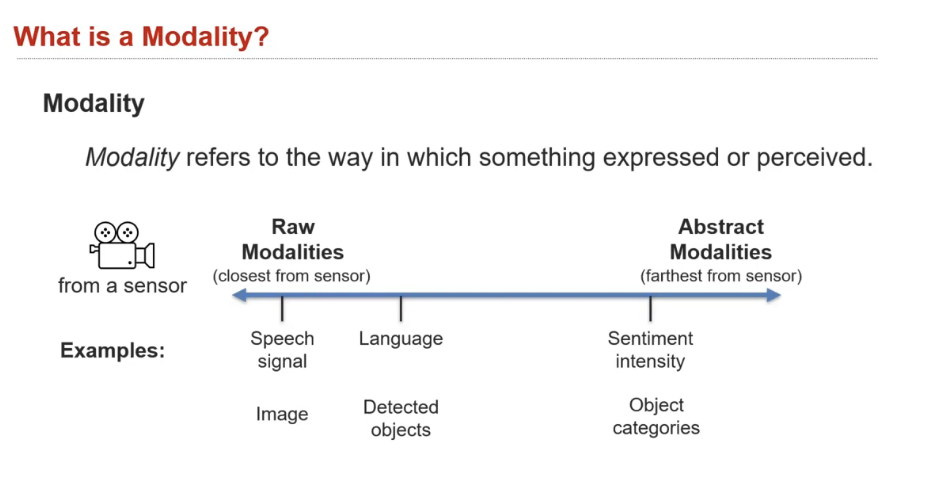 What is a Modality?
Modality
Modality refers to the way in which something expressed or perceived.
from a sensor
Raw
Modalities
(closest from sensor)
Abstract
Modalities
(farthest from sensor)
Examples:
Speech
signal
Language
Sentiment
intensity
Image
Detected
objects
Object
categories